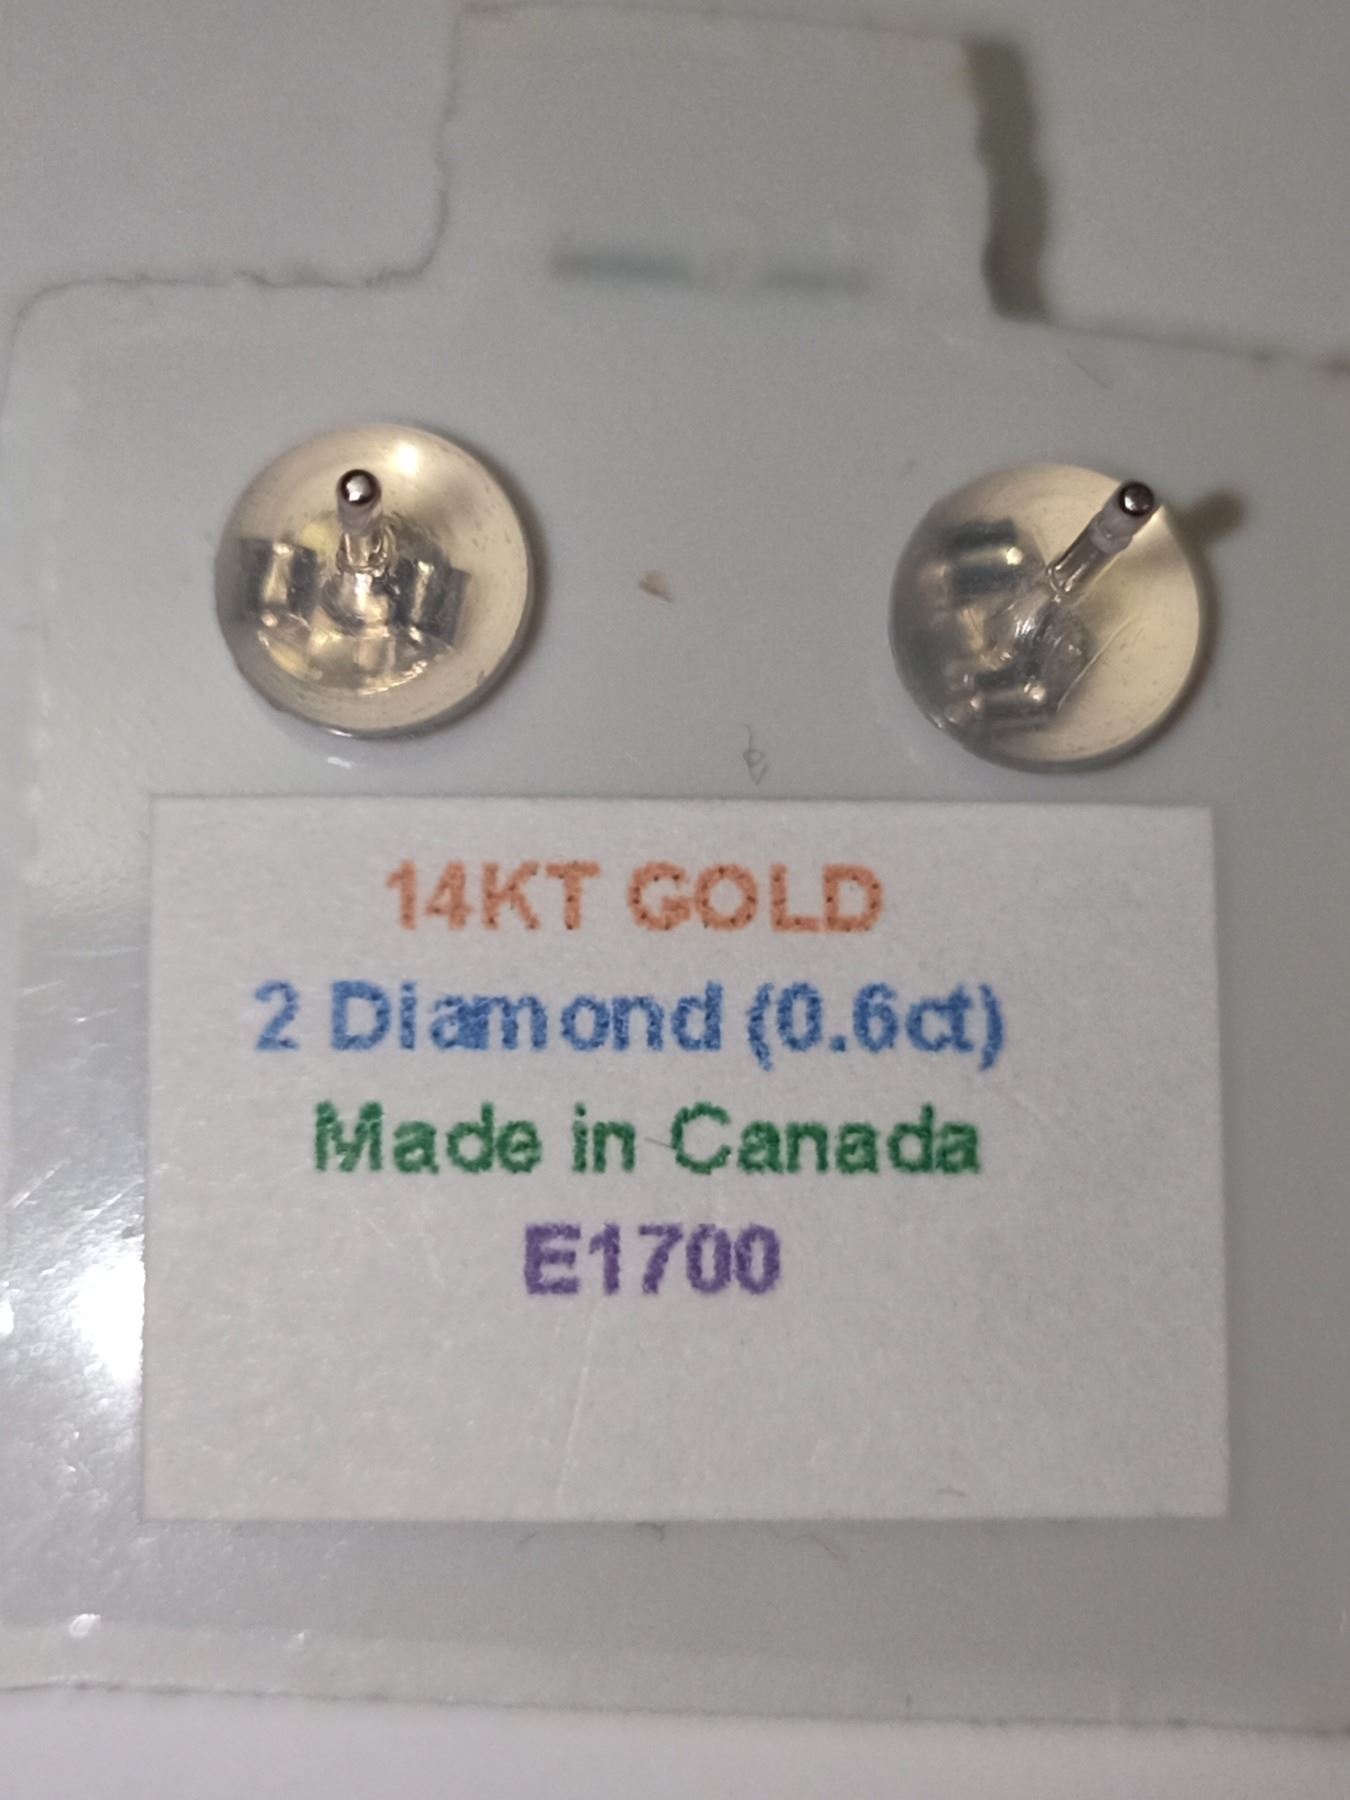 14KT GOLD
2 Diamond (0.6ct)
Made in Canada
E1700